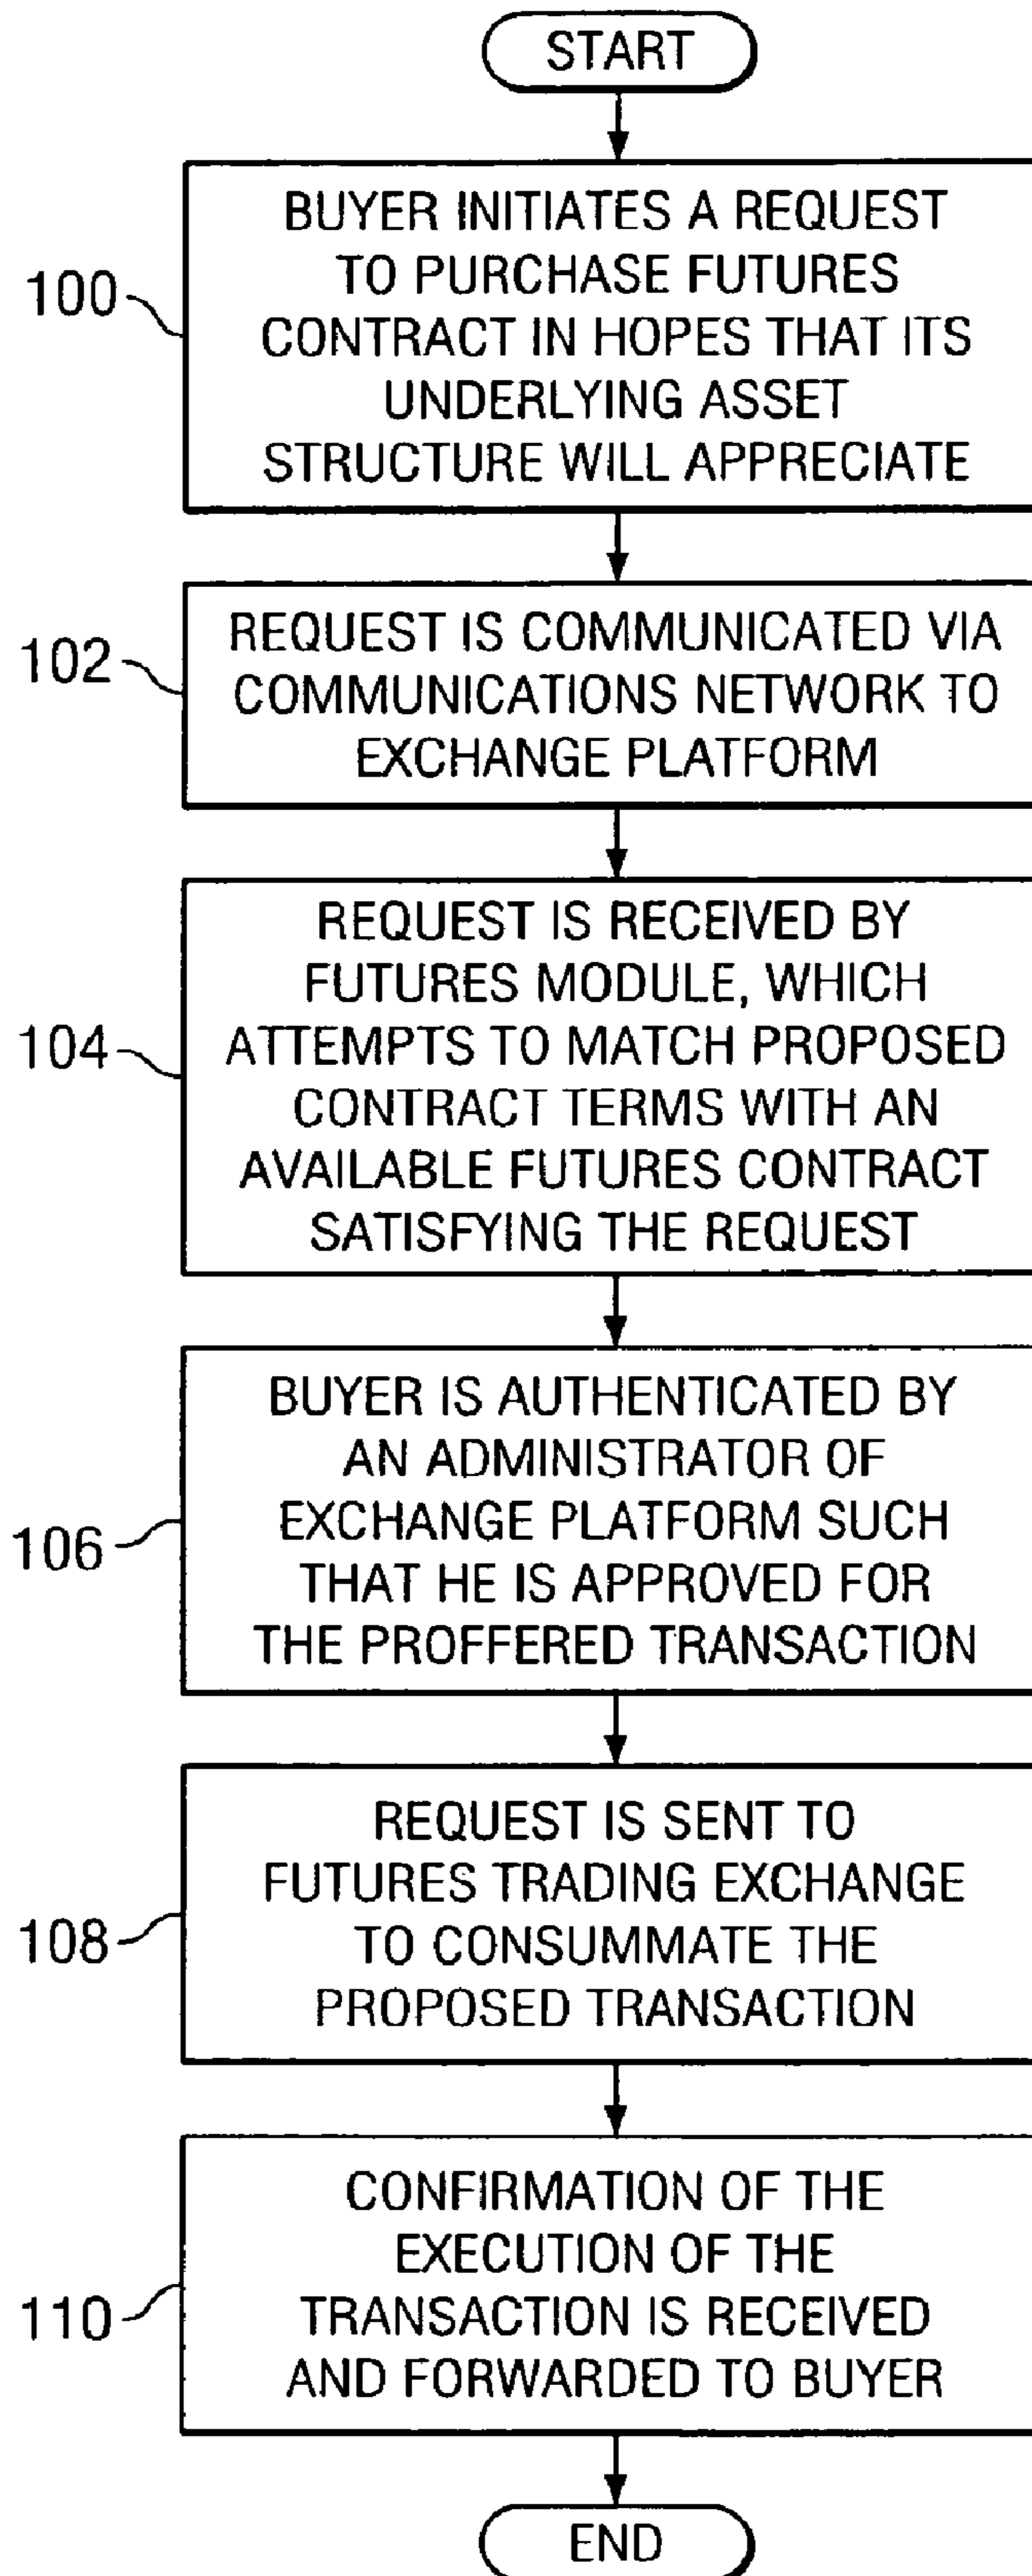 START
100
BUYER INITIATES A REQUEST
TO PURCHASE FUTURES
CONTRACT IN HOPES THAT ITS
UNDERLYING ASSET
STRUCTURE WILL APPRECIATE
102
REQUEST IS COMMUNICATED VIA
COMMUNICATIONS NETWORK TO
EXCHANGE PLATFORM
104
REQUEST IS RECEIVED BY
FUTURES MODULE, WHICH
ATTEMPTS TO MATCH PROPOSED
CONTRACT TERMS WITH AN
AVAILABLE FUTURES CONTRACT
SATISFYING THE REQUEST
106
BUYER IS AUTHENTICATED BY
AN ADMINISTRATOR OF
EXCHANGE PLATFORM SUCH
THAT HE IS APPROVED FOR
THE PROFFERED TRANSACTION
108
REQUEST IS SENT TO
FUTURES TRADING EXCHANGE
TO CONSUMMATE THE
PROPOSED TRANSACTION
110
CONFIRMATION OF THE
EXECUTION OF THE
TRANSACTION IS RECEIVED
AND FORWARDED TO BUYER
END